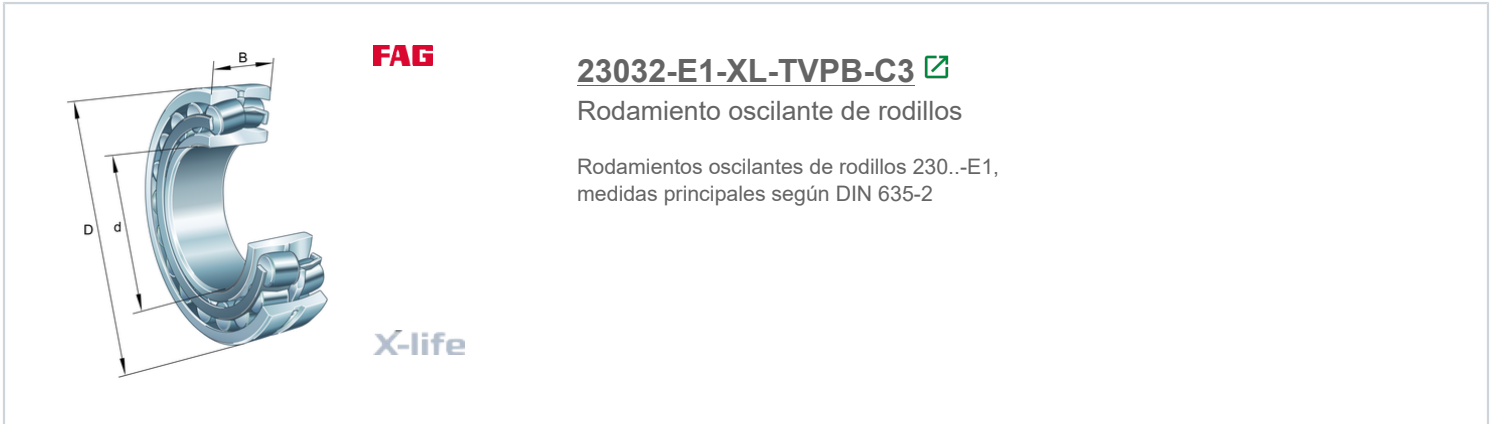 FAG
23032-E1-XL-TVPB-C3
Rodamiento oscilante de rodillos
Rodamientos oscilantes de rodillos 230..-E1,
medidas principales según DIN 635-2
B
D
d
X-life